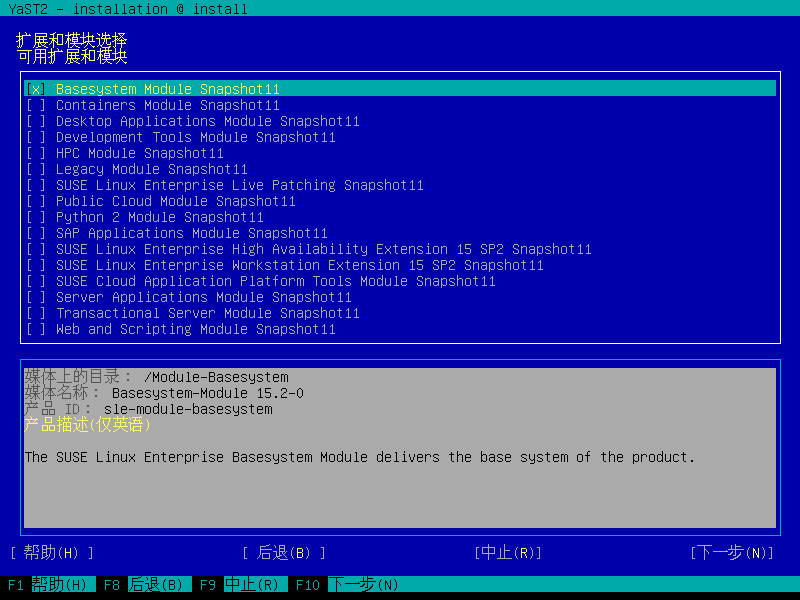 YaST2 - installation @ install
扩展和模块选择
可用扩展和模块
[x] Basesystem Module Snapshot11
[ ] Containers Module Snapshot11
[ ] Desktop Applications Module Snapshot11
[ ] Development Tools Module Snapshot11
[ ] HPC Module Snapshot11
[ ] Legacy Module Snapshot11
[ ] SUSE Linux Enterprise Live Patching Snapshot11
[ ] Public Cloud Module Snapshot11
[ ] Python 2 Module Snapshot11
[ ] SAP Applications Module Snapshot11
[ ] SUSE Linux Enterprise High Availability Extension 15 SP2 Snapshot11
[ ] SUSE Linux Enterprise Workstation Extension 15 SP2 Snapshot11
[ ] SUSE Cloud Application Platform Tools Module Snapshot11
[ ] Server Applications Module Snapshot11
[ ] Transactional Server Module Snapshot11
[ ] Web and Scripting Module Snapshot11
媒体上的目录： /Module-Basesystem
媒体名称： Basesystem-Module 15.2-0
产品 ID： sle-module-basesystem
产品描述(仅英语)
The SUSE Linux Enterprise Basesystem Module delivers the base system of the product.
[ 帮助(H) ] [ 后退(B) ] [中止(R)] [下一步(N)]
F1 帮助(H) F8 后退(B) F9 中止(R) F10 下一步(N)